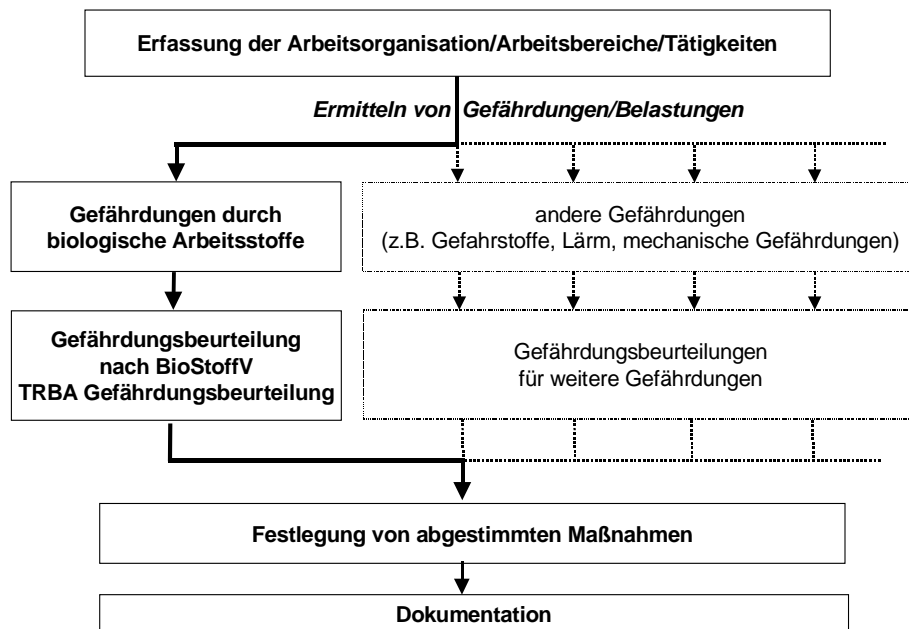 Erfassung der Arbeitsorganisation/Arbeitsbereiche/Tätigkeiten
Ermitteln von Gefährdungen/Belastungen
Gefährdungen durch
biologische Arbeitsstoffe
andere Gefährdungen
(z.B. Gefahrstoffe, Lärm, mechanische Gefährdungen)
Gefährdungsbeurteilung
nach BioStoffV
TRBA Gefährdungsbeurteilung
Gefährdungsbeurteilungen
für weitere Gefährdungen
Festlegung von abgestimmten Maßnahmen
Dokumentation